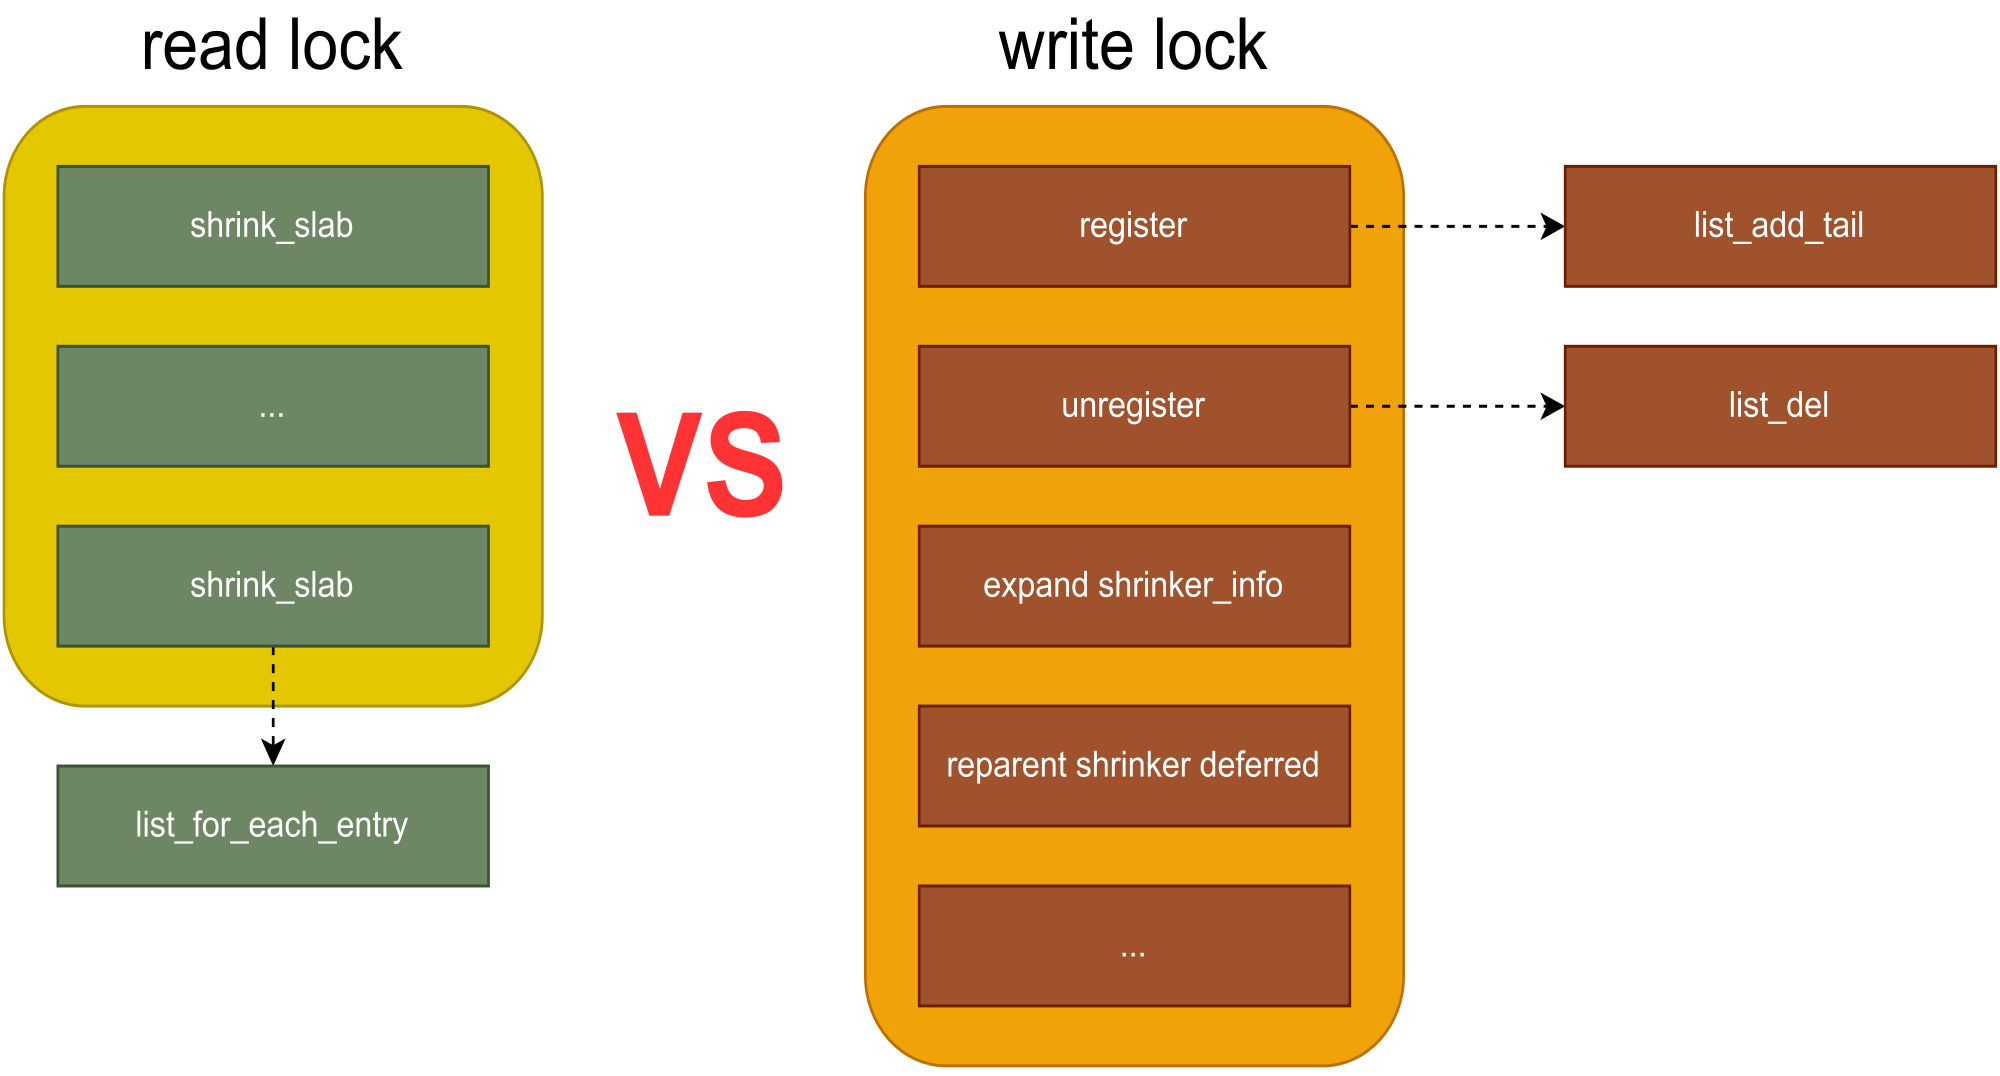 read lock
shrink_slab
...
shrink_slab
list_for_each_entry
VS
write lock
register
unregister
expand shrinker_info
reparent shrinker deferred
...
list_add_tail
list_del